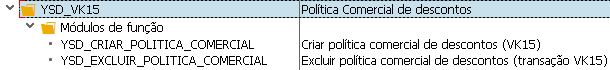 YSD_VK15 Política Comercial de descontos
Módulos de função
YSD_CRIAR_POLITICA_COMERCIAL Criar política comercial de descontos (VK15)
YSD_EXCLUIR_POLITICA_COMERCIAL Excluir política comercial de descontos (transação VK15)